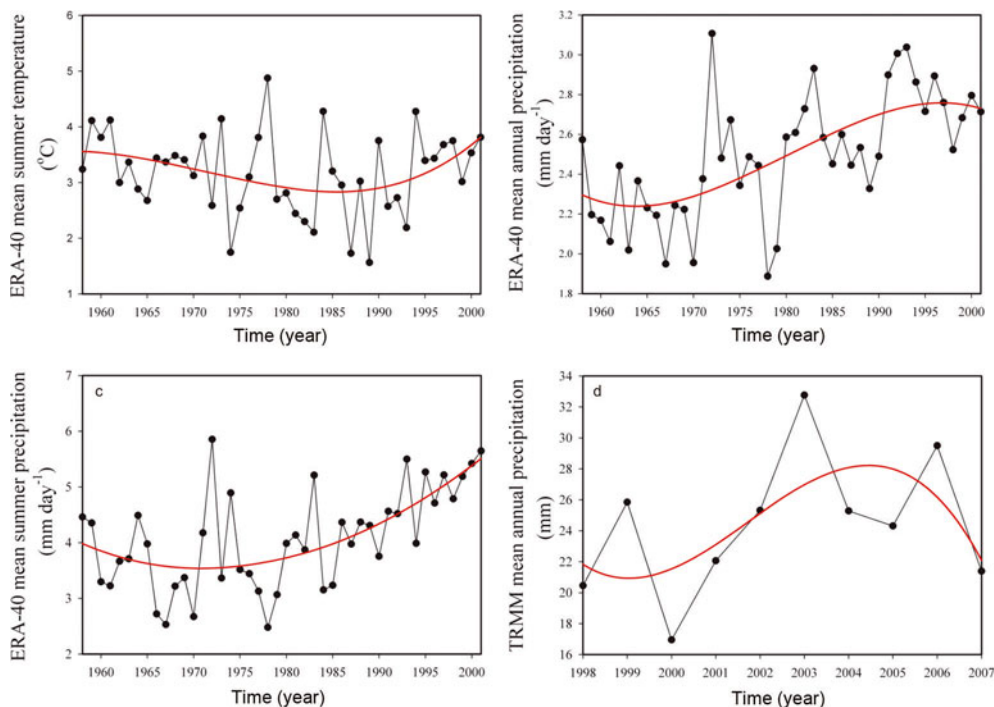 ERA-40 mean summer temperature
(°C)
6
5
4
3
2
1
1960 1965 1970 1975 1980 1985 1990 1995 2000
Time (year)
ERA-40 mean annual precipitation
(mm day-1)
3.2
3.0
2.8
2.6
2.4
2.2
2.0
1.8
1960 1965 1970 1975 1980 1985 1990 1995 2000
Time (year)
c
ERA-40 mean summer precipitation
(mm day-1)
7
6
5
4
3
2
1960 1965 1970 1975 1980 1985 1990 1995 2000
Time (year)
d
TRMM mean annual precipitation
(mm)
34
32
30
28
26
24
22
20
18
16
1998 1999 2000 2001 2002 2003 2004 2005 2006 2007
Time (year)